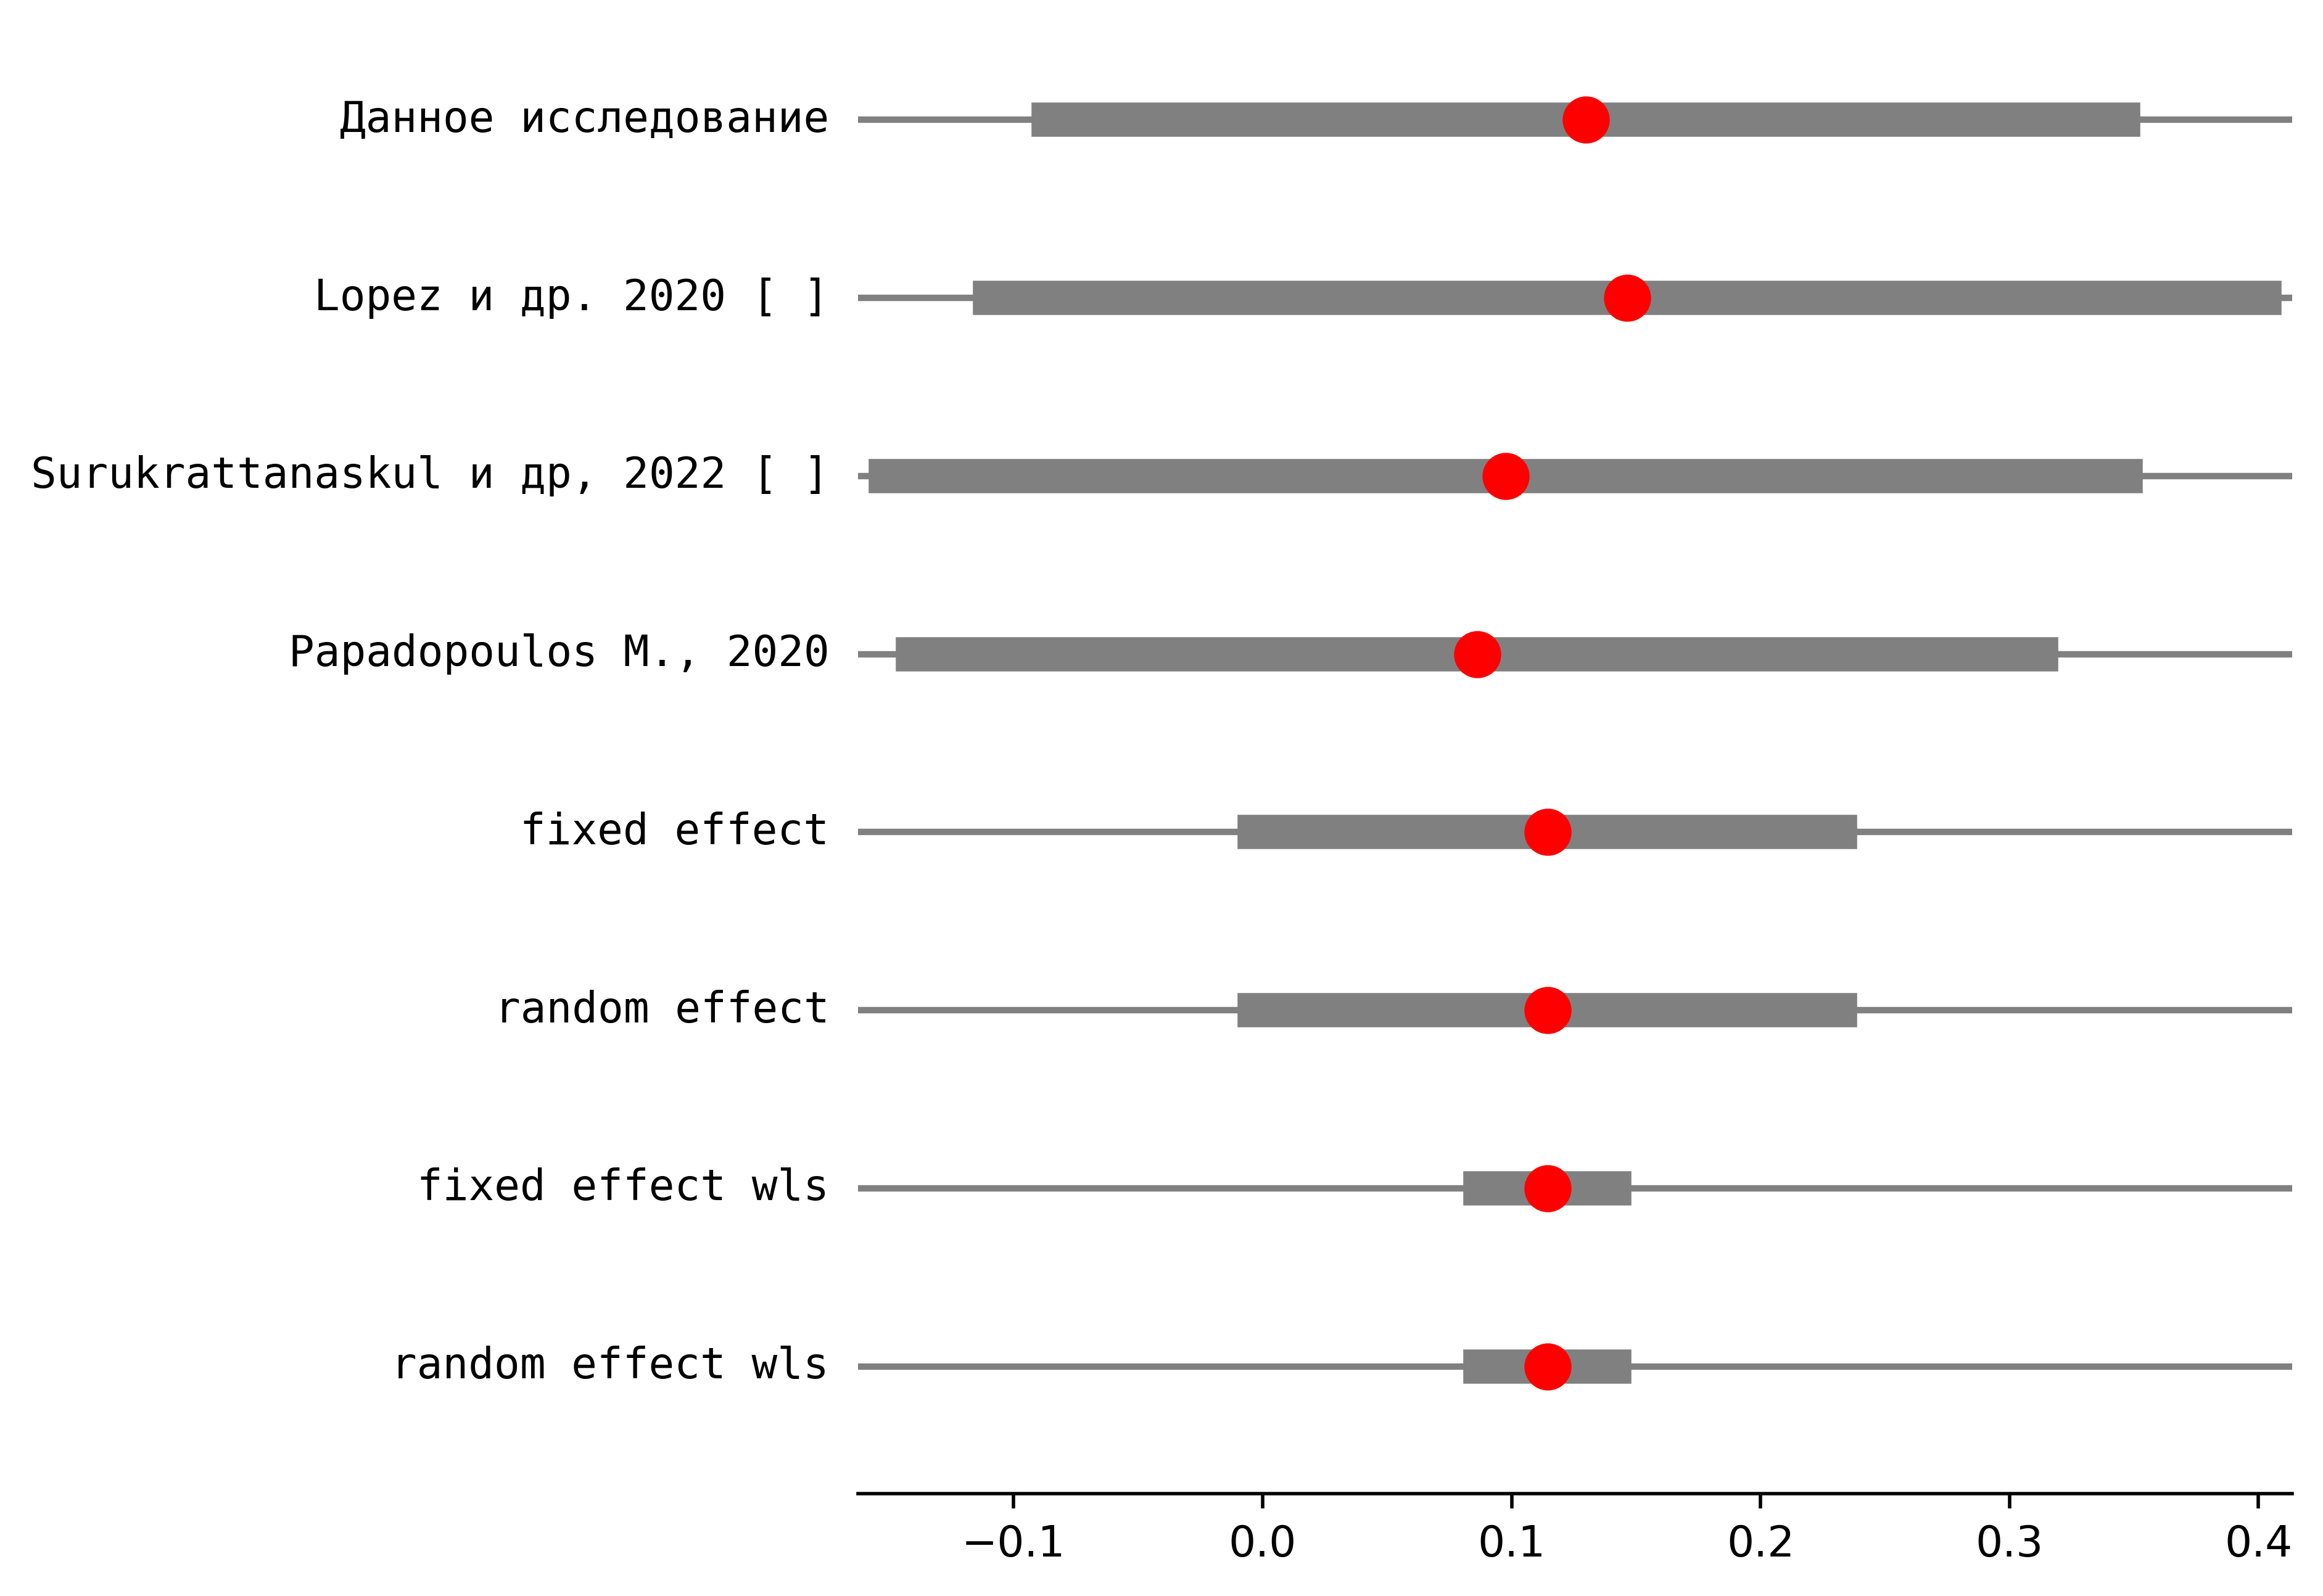 Данное исследование
Lopez и др. 2020 [ ]
Surukrattanaskul и др, 2022 [ ]
Papadopoulos M., 2020
fixed effect
random effect
fixed effect wls
random effect wls
−0.1 0.0 0.1 0.2 0.3 0.4